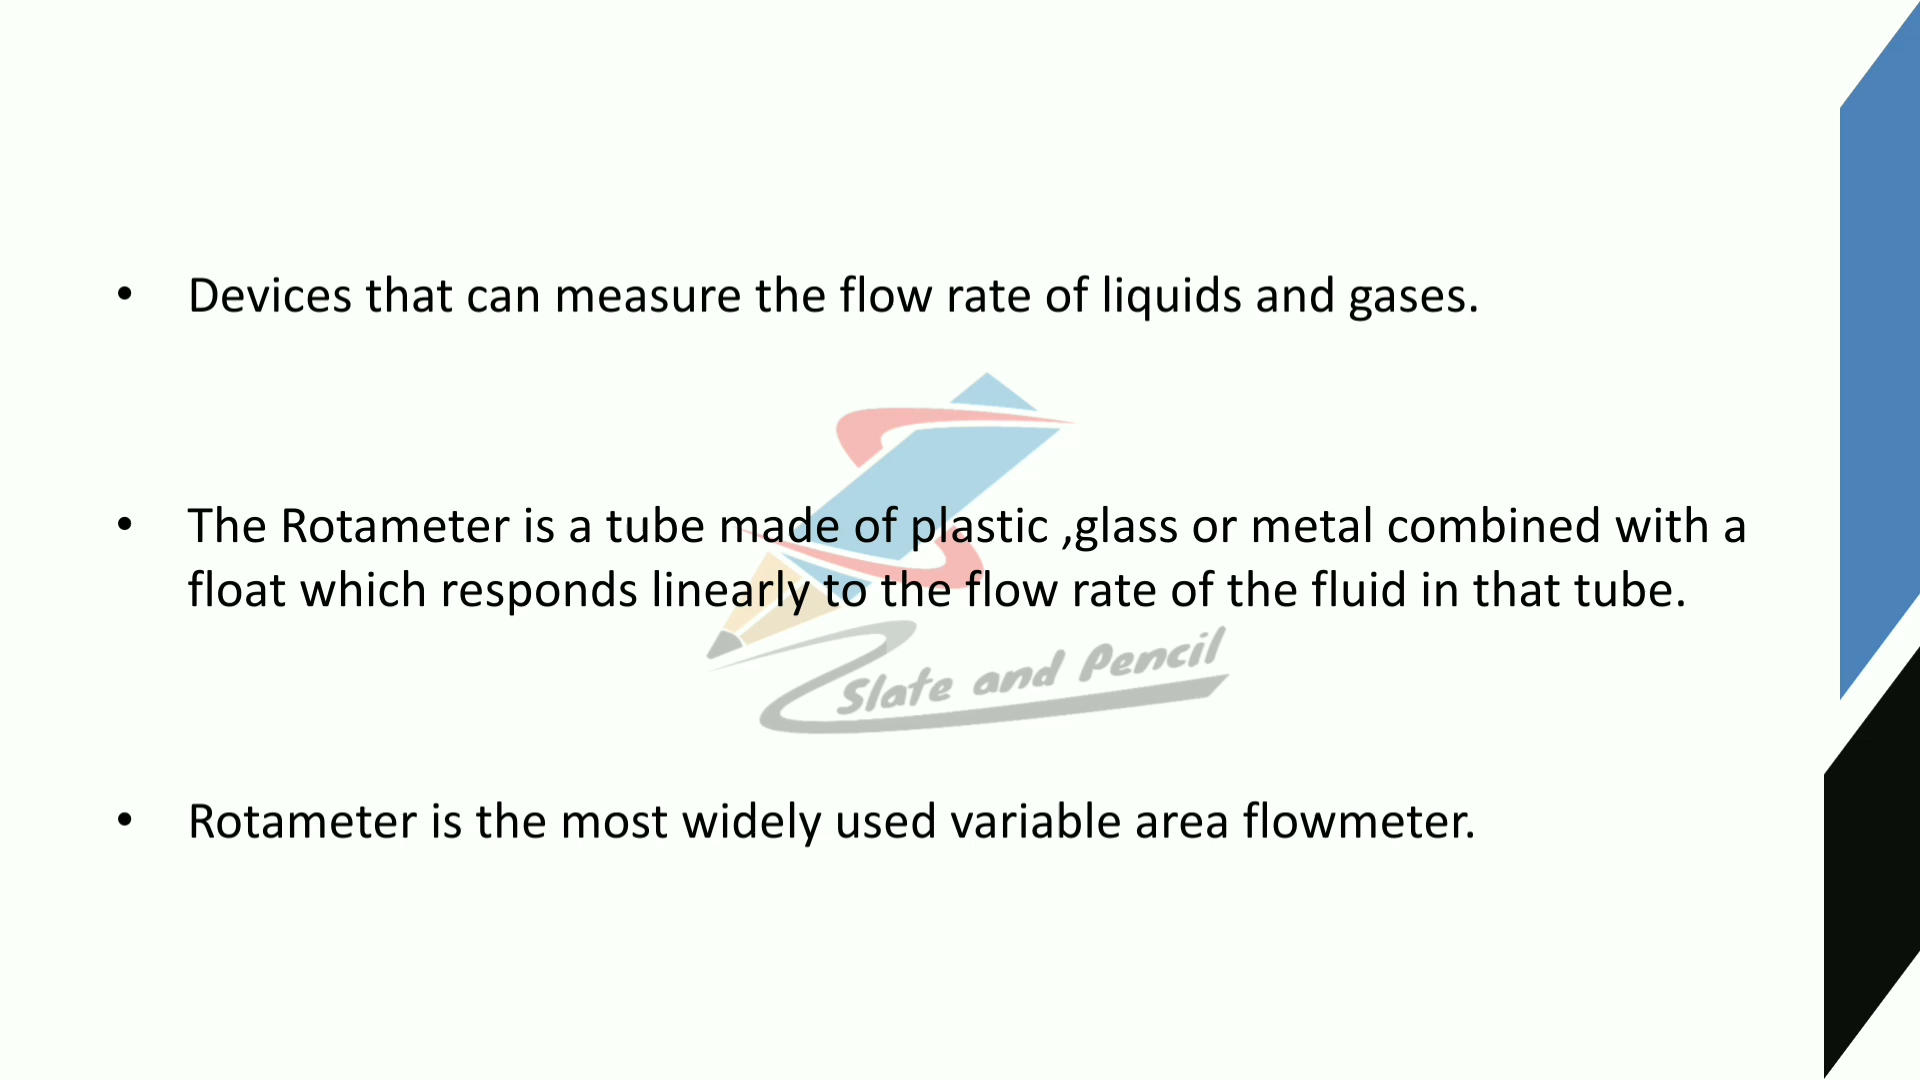 • Devices that can measure the flow rate of liquids and gases.
• The Rotameter is a tube made of plastic ,glass or metal combined with a
float which responds linearly to the flow rate of the fluid in that tube.
Slate and Pencil
• Rotameter is the most widely used variable area flowmeter.